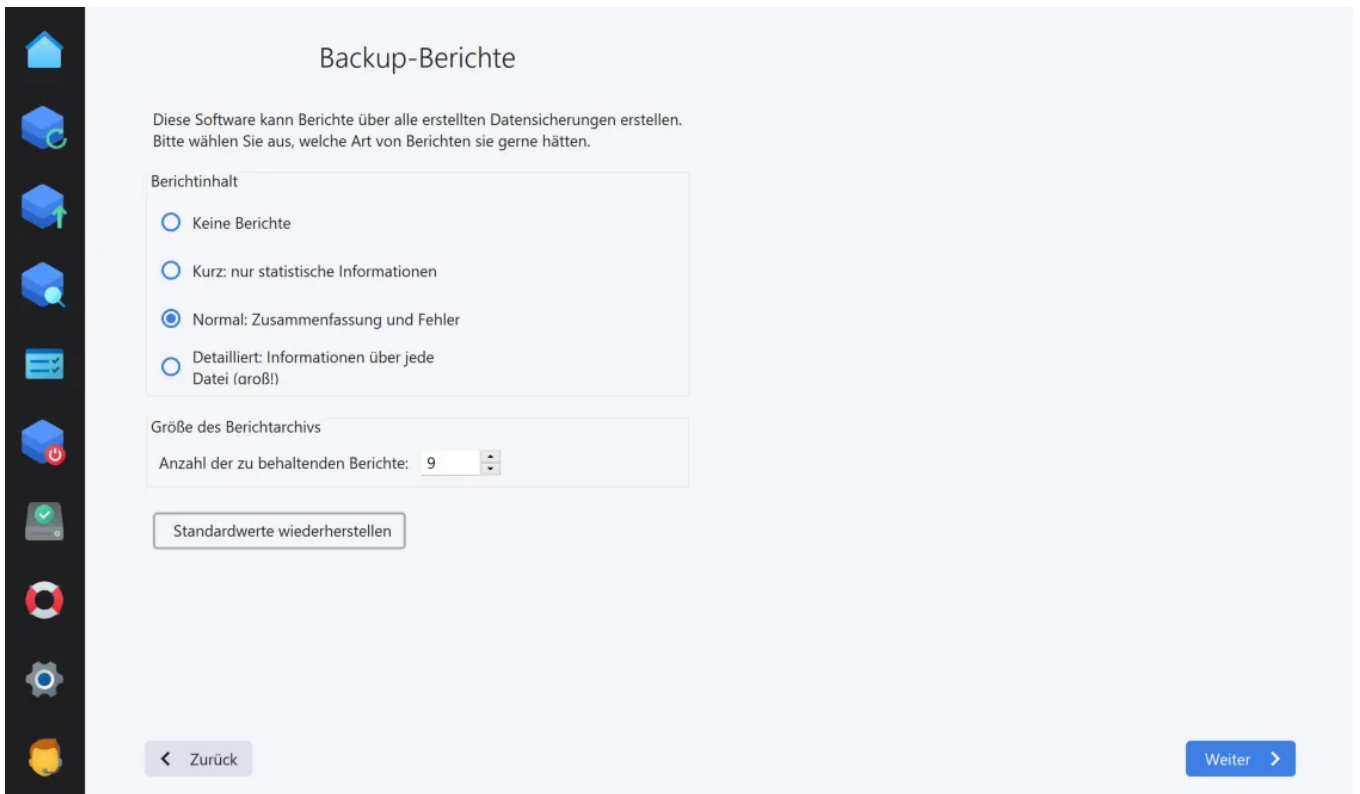 Backup-Berichte
Diese Software kann Berichte über alle erstellten Datensicherungen erstellen.
Bitte wählen Sie aus, welche Art von Berichten sie gerne hätten.
Berichtinhalt
Keine Berichte
Kurz: nur statistische Informationen
Normal: Zusammenfassung und Fehler
Detailliert: Informationen über jede
Datei (groß!)
Größe des Berichtarchivs
Anzahl der zu behaltenden Berichte: 9
Standardwerte wiederherstellen
Zurück
Weiter